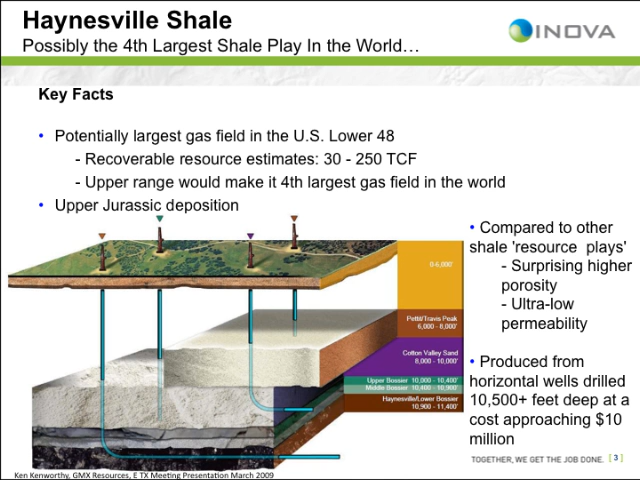 Haynesville Shale
Possibly the 4th Largest Shale Play In the World…
INOVA
Key Facts
• Potentially largest gas field in the U.S. Lower 48
- Recoverable resource estimates: 30 - 250 TCF
- Upper range would make it 4th largest gas field in the world
• Upper Jurassic deposition
• Compared to other
shale 'resource plays'
- Surprising higher
porosity
- Ultra-low
permeability
• Produced from
horizontal wells drilled
10,500+ feet deep at a
cost approaching $10
million
0-6,000'
Pettit/Travis Peak
6,000 - 8,000'
Cotton Valley Sand
8,000 - 10,000'
Upper Bossier 10,000 - 10,400'
Middle Bossier 10,400 - 10,900'
Haynesville/Lower Bossier
10,900 - 11,400'
TOGETHER, WE GET THE JOB DONE. [ 3 ]
Ken Kenworthy, GMX Resources, E TX Meeting Presentation March 2009